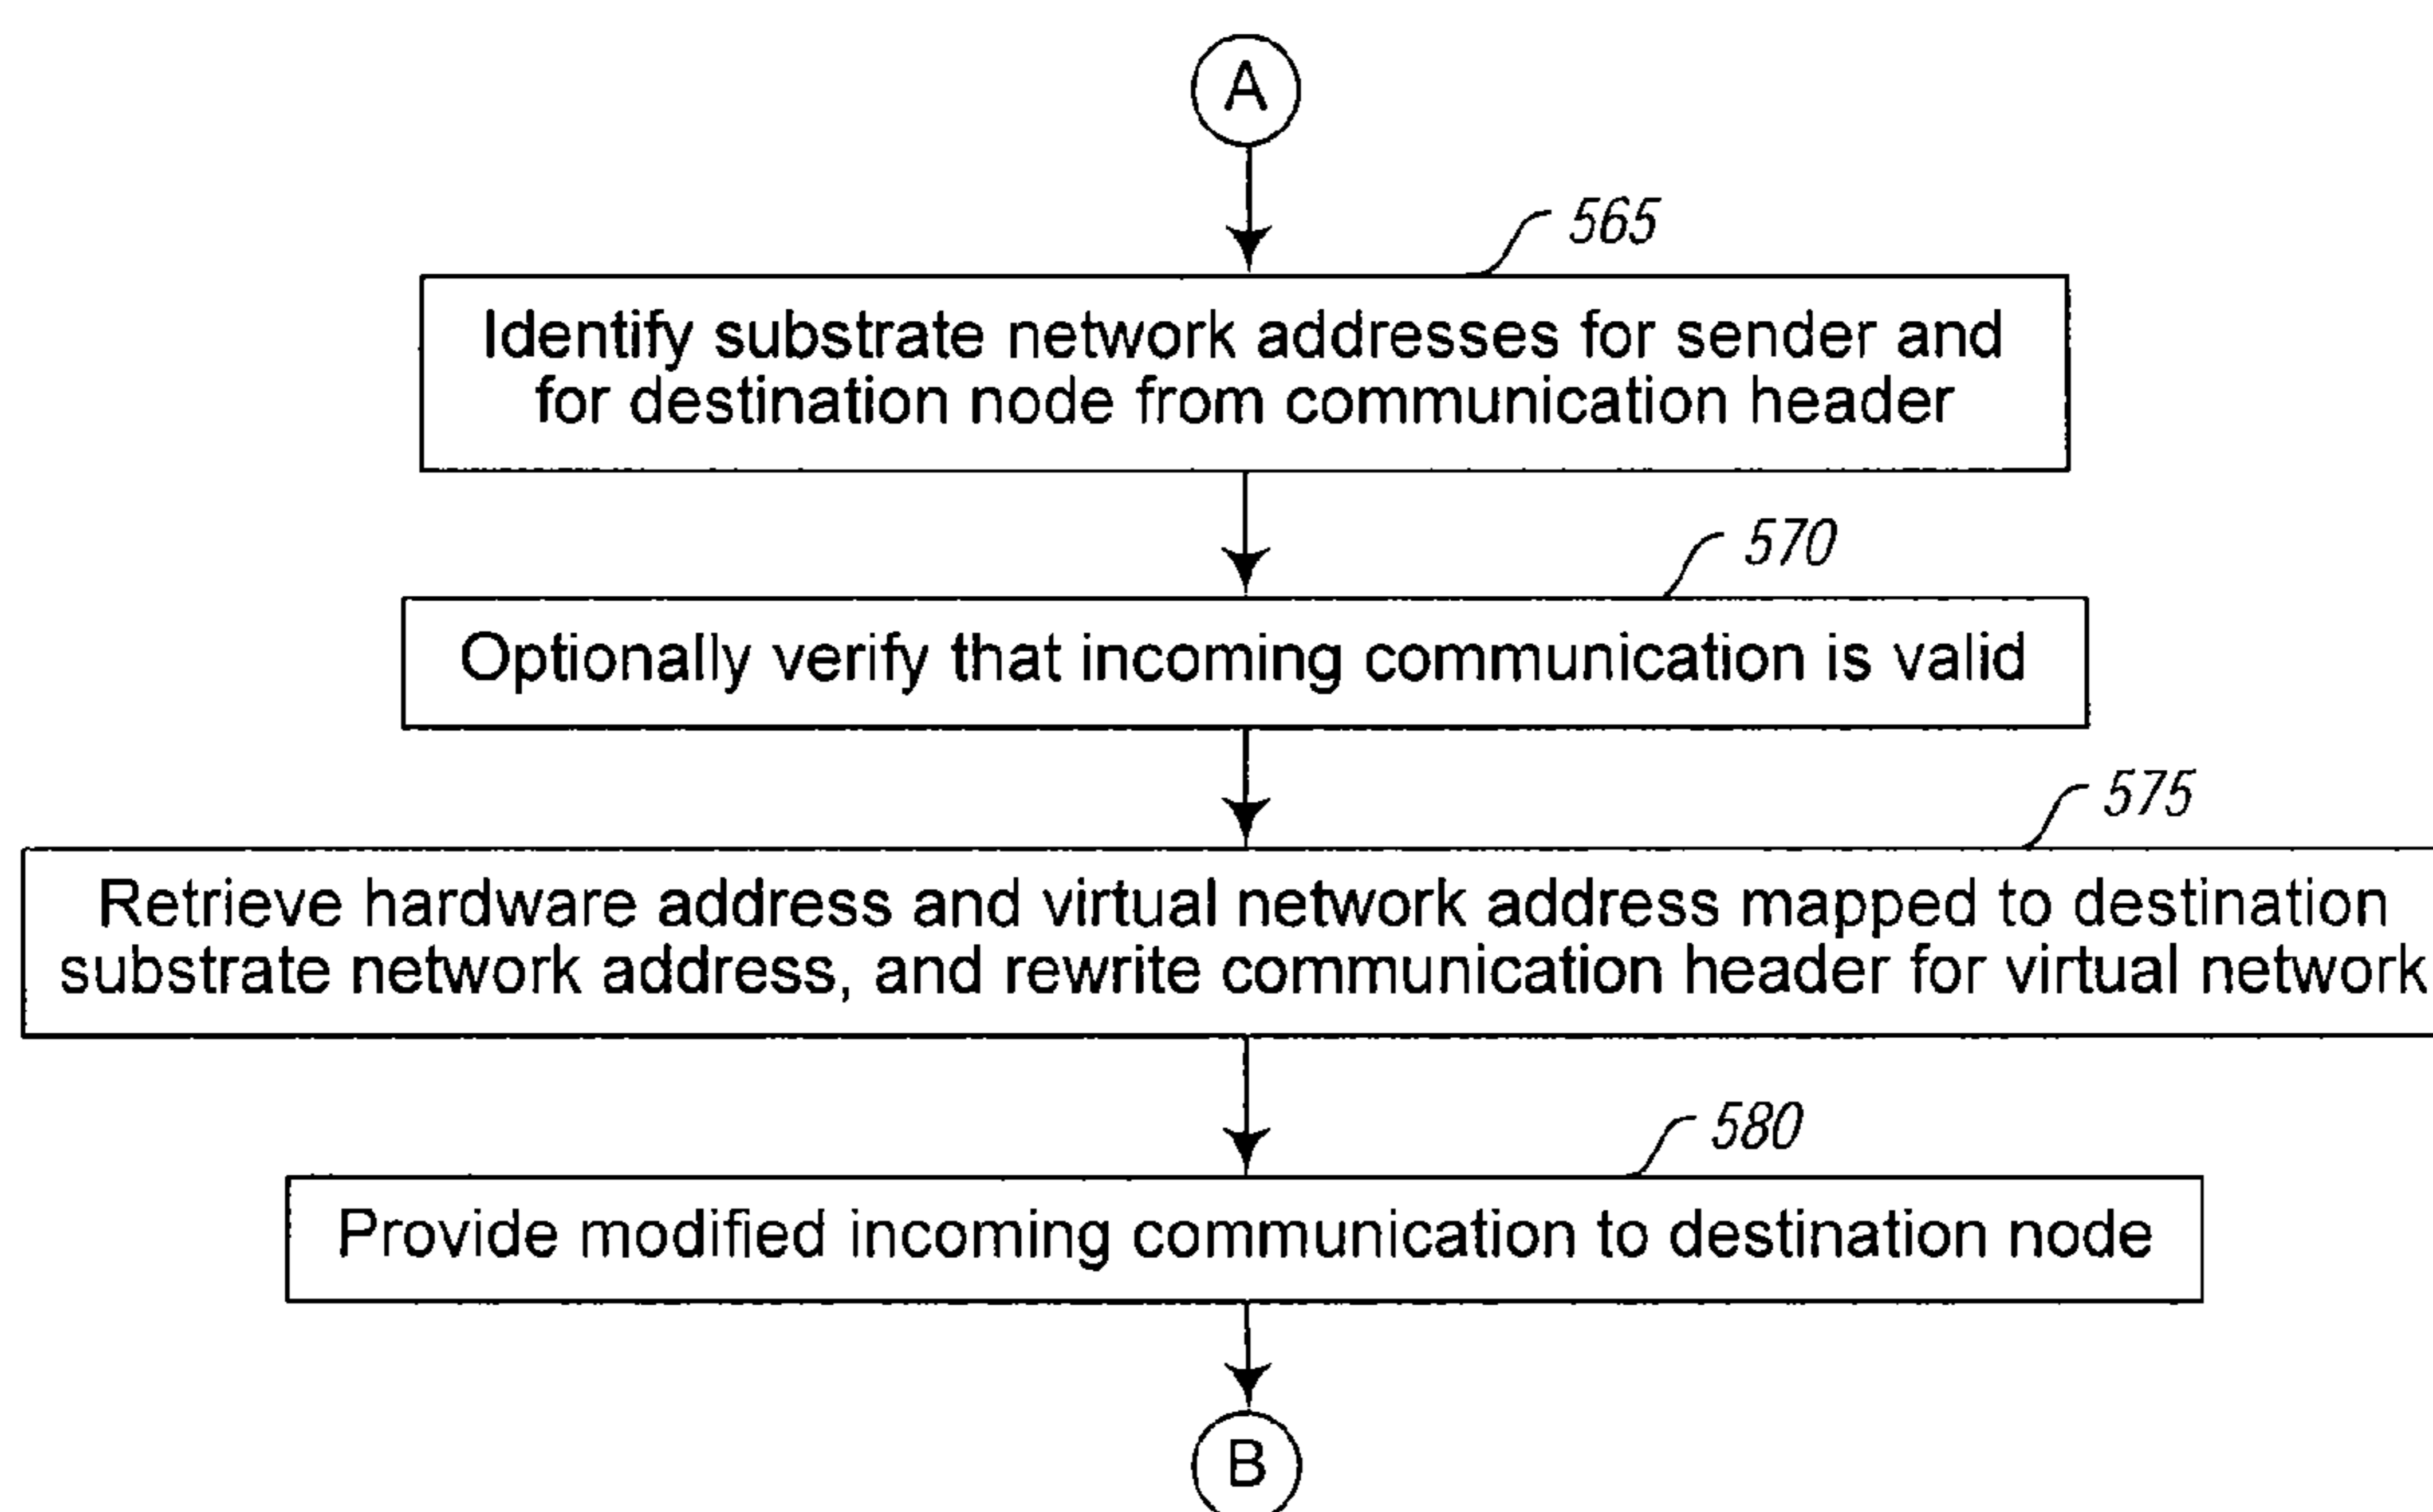 A
565
Identify substrate network addresses for sender and
for destination node from communication header
570
Optionally verify that incoming communication is valid
575
Retrieve hardware address and virtual network address mapped to destination
substrate network address, and rewrite communication header for virtual network
580
Provide modified incoming communication to destination node
B